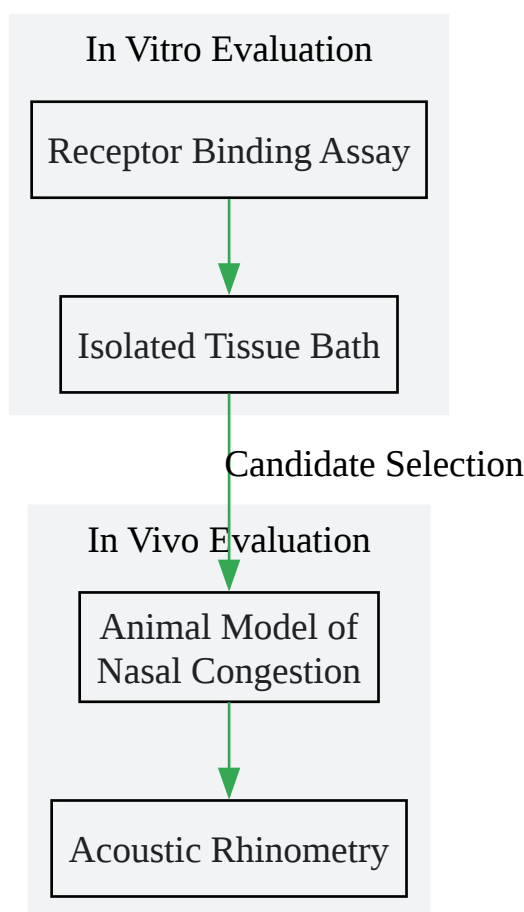 In Vitro Evaluation
Receptor Binding Assay
Isolated Tissue Bath
Candidate Selection
In Vivo Evaluation
Animal Model of
Nasal Congestion
Acoustic Rhinometry